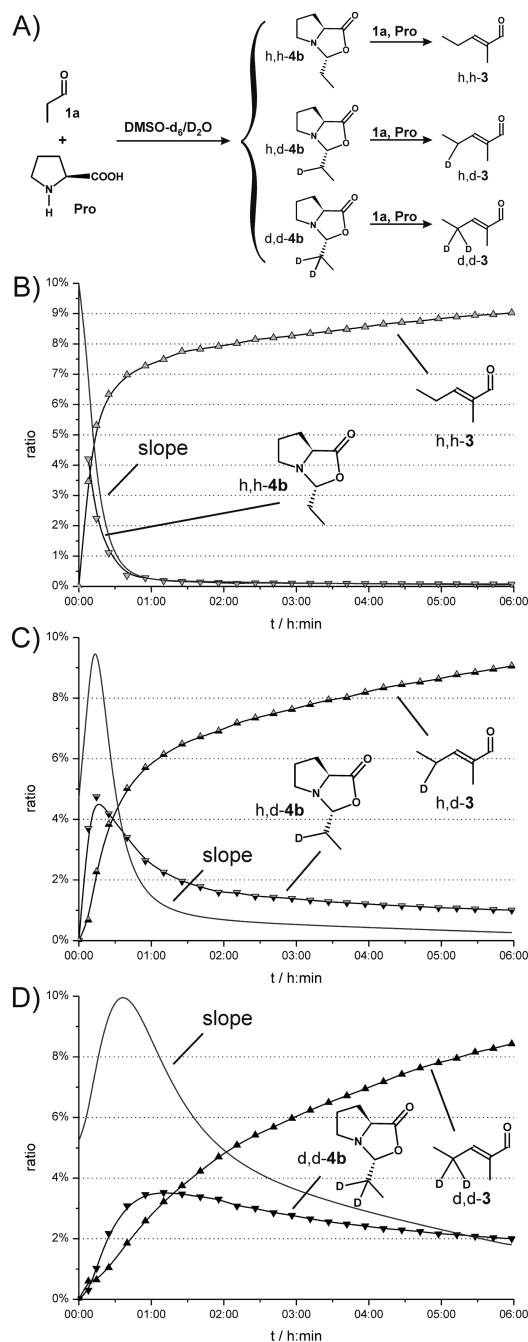 A)
O
1a
+
N
H
COOH
Pro
DMSO-d6/D2O
h,h-4b
N
O
O
1a, Pro
O
h,h-3
h,d-4b
N
O
O
D
1a, Pro
O
D
h,d-3
d,d-4b
N
O
O
D
D
1a, Pro
O
D
D
d,d-3
B)
10%
9%
8%
7%
6%
5%
4%
3%
2%
1%
0%
ratio
slope
h,h-4b
N
O
O
O
h,h-3
00:00 01:00 02:00 03:00 04:00 05:00 06:00
t / h:min
C)
10%
8%
6%
4%
2%
0%
ratio
h,d-4b
N
O
O
D
slope
O
D
h,d-3
00:00 01:00 02:00 03:00 04:00 05:00 06:00
t / h:min
D)
10%
8%
6%
4%
2%
0%
ratio
slope
d,d-4b
N
O
O
D
D
O
D
D
d,d-3
00:00 01:00 02:00 03:00 04:00 05:00 06:00
t / h:min